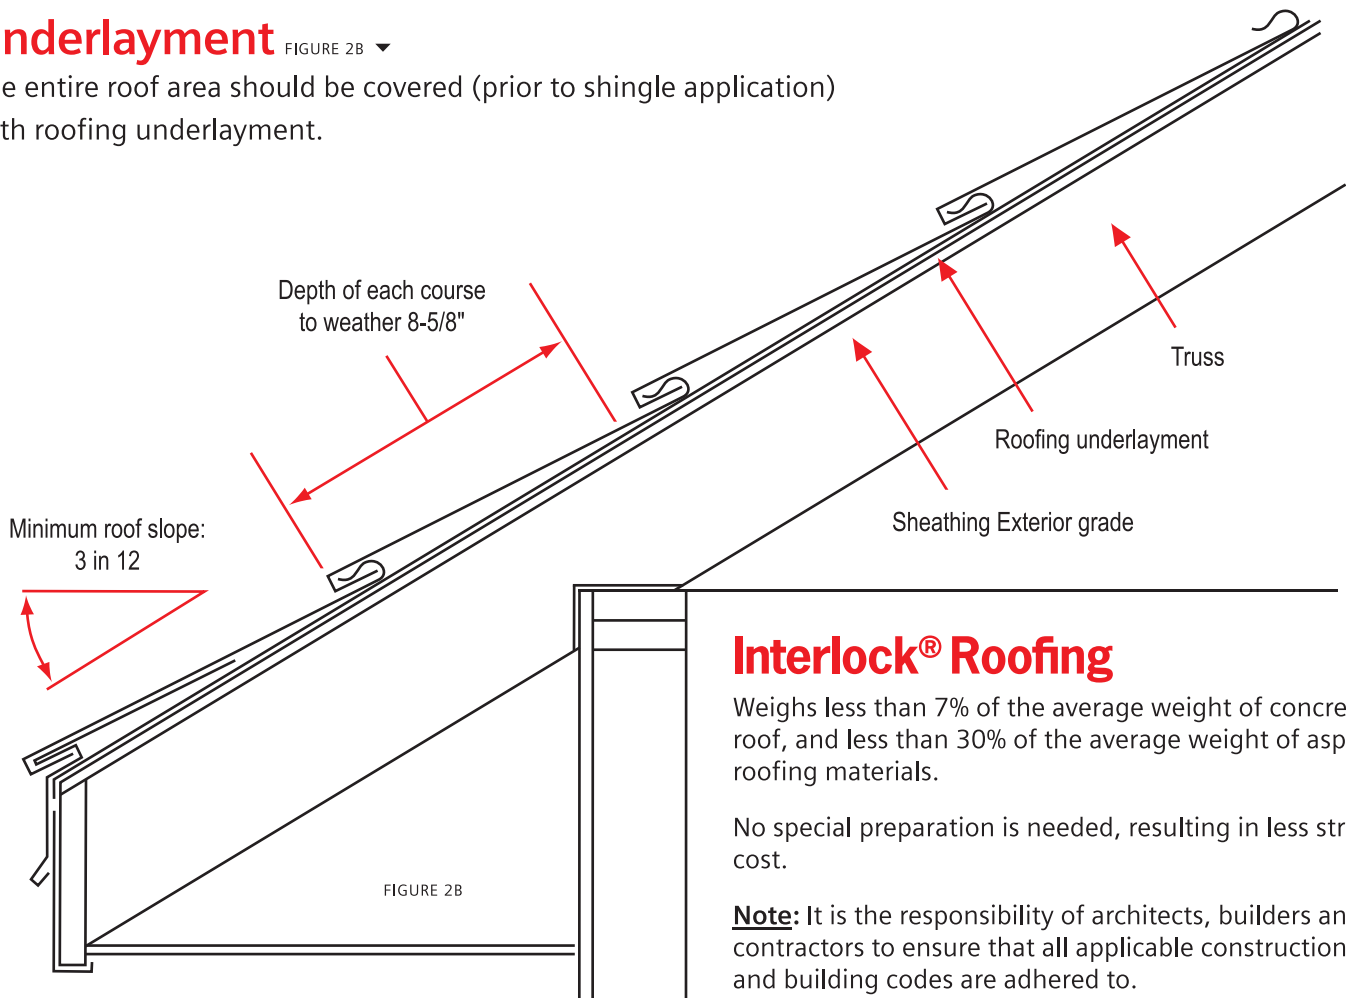 nderlayment FIGURE 2B
e entire roof area should be covered (prior to shingle application)
th roofing underlayment.
Depth of each course
to weather 8-5/8"
Truss
Roofing underlayment
Sheathing Exterior grade
Minimum roof slope:
3 in 12
FIGURE 2B
Interlock® Roofing
Weighs less than 7% of the average weight of concre
roof, and less than 30% of the average weight of asp
roofing materials.
No special preparation is needed, resulting in less str
cost.
Note: It is the responsibility of architects, builders an
contractors to ensure that all applicable construction
and building codes are adhered to.